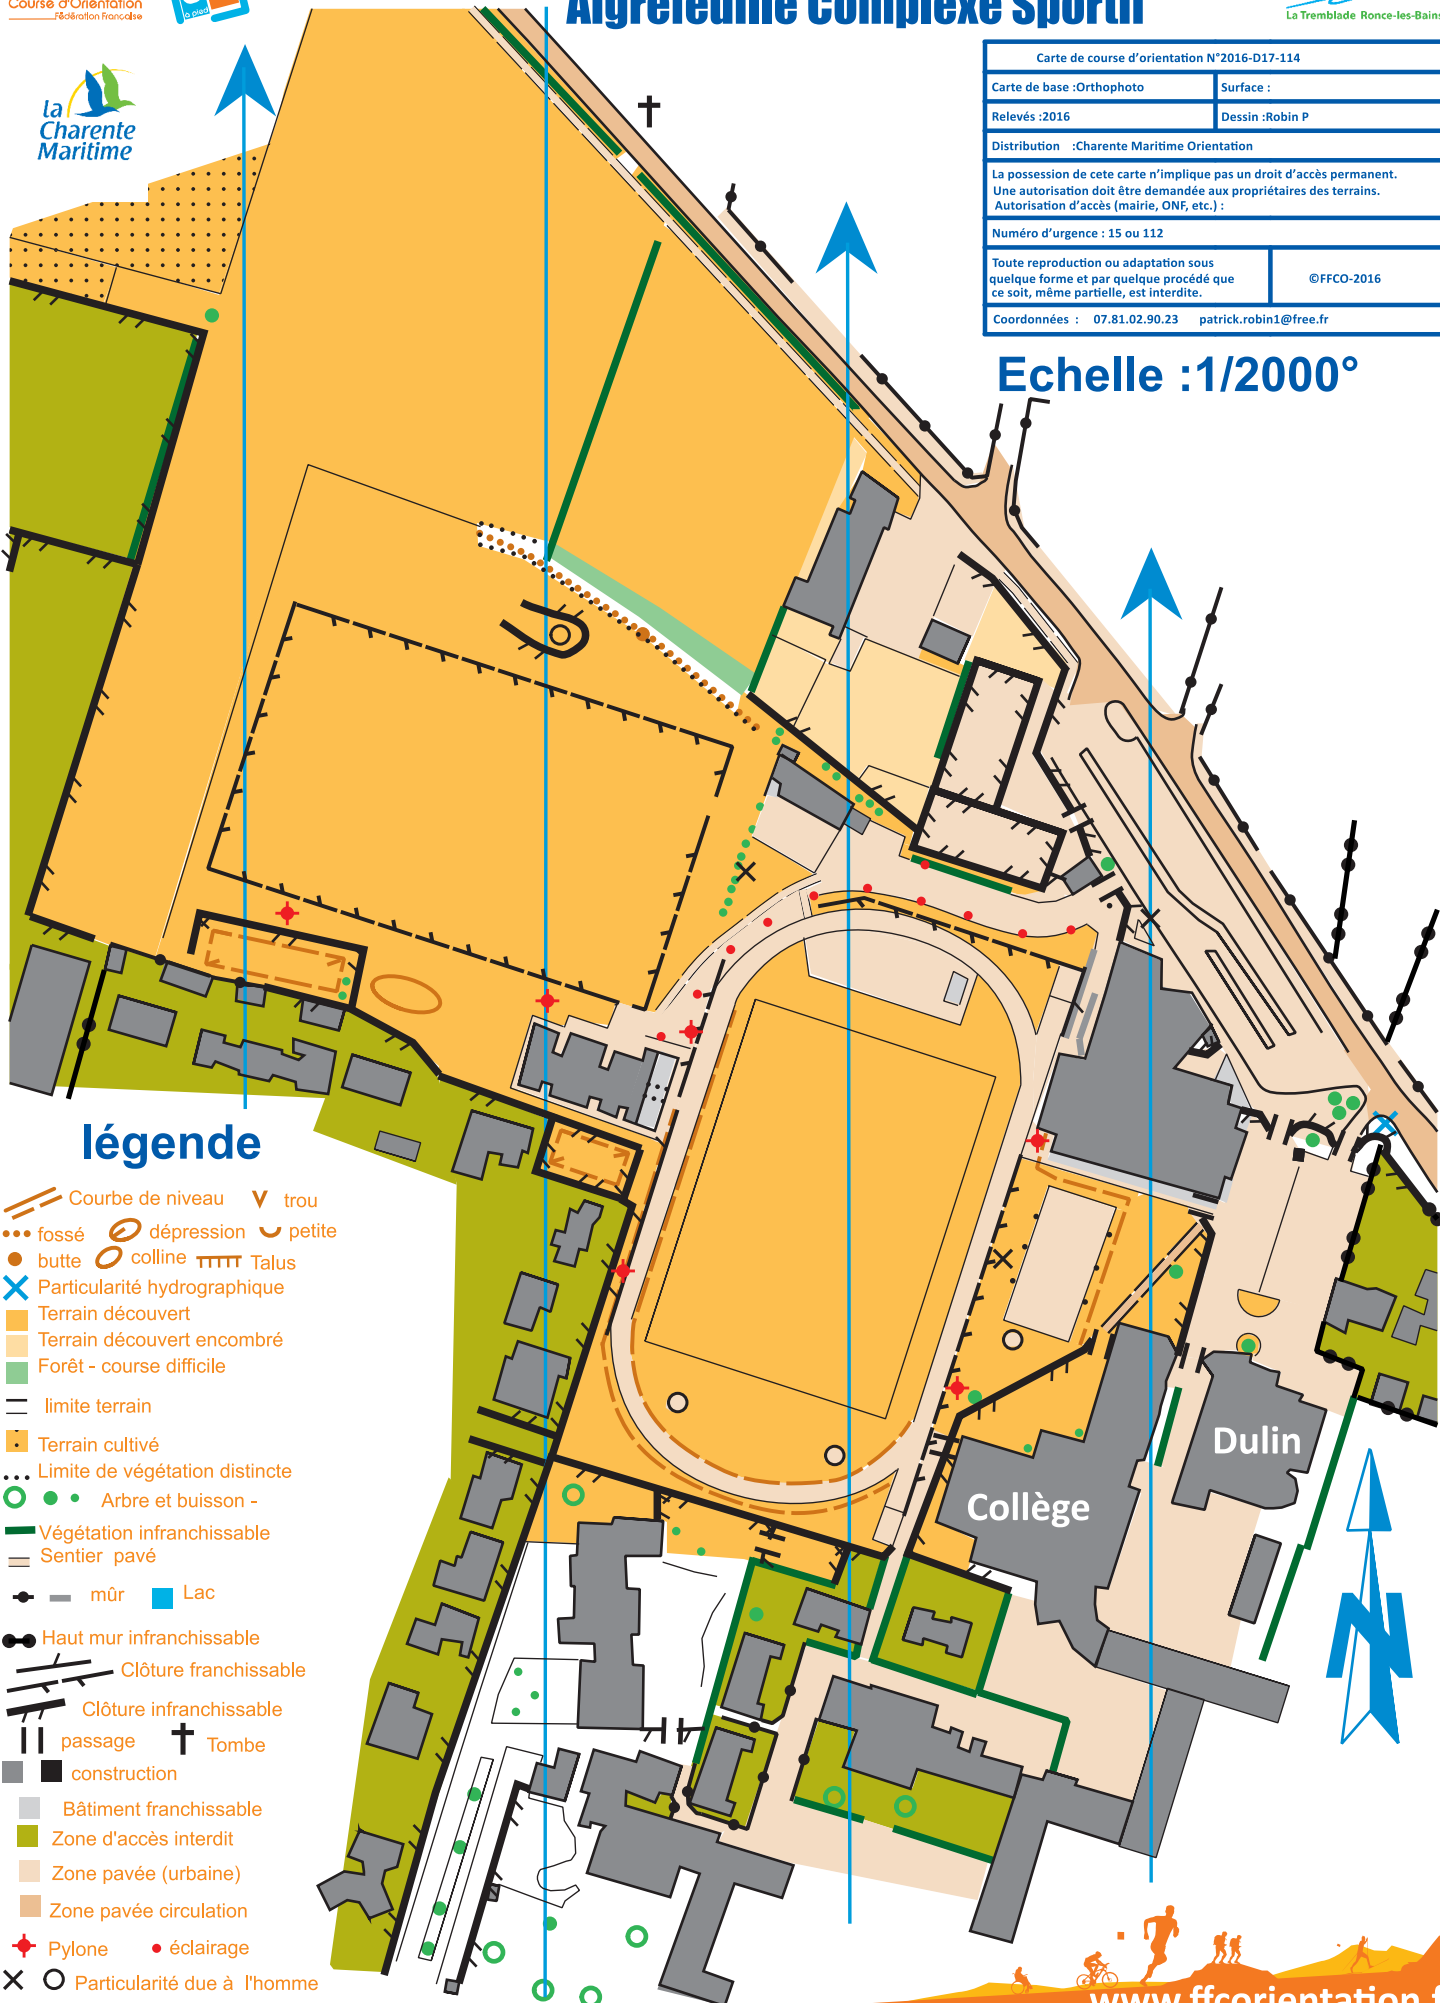 Course d'Orientation
Fédération Française
à pied
Aigrefeuille Complexe Sportif
La Tremblade Ronce-les-Bains
la
Charente
Maritime
Carte de course d'orientation N°2016-D17-114
Carte de base :Orthophoto
Surface :
Relevés :2016
Dessin :Robin P
Distribution :Charente Maritime Orientation
La possession de cete carte n'implique pas un droit d'accès permanent.
Une autorisation doit être demandée aux propriétaires des terrains.
Autorisation d'accès (mairie, ONF, etc.) :
Numéro d'urgence : 15 ou 112
Toute reproduction ou adaptation sous
quelque forme et par quelque procédé que
ce soit, même partielle, est interdite.
©FFCO-2016
Coordonnées : 07.81.02.90.23 patrick.robin1@free.fr
Echelle :1/2000°
légende
Courbe de niveau
trou
fossé
dépression
petite
butte
colline
Talus
Particularité hydrographique
Terrain découvert
Terrain découvert encombré
Forêt - course difficile
limite terrain
Terrain cultivé
Limite de végétation distincte
Arbre et buisson -
Végétation infranchissable
Sentier pavé
mûr
Lac
Haut mur infranchissable
Clôture franchissable
Clôture infranchissable
passage
Tombe
construction
Bâtiment franchissable
Zone d'accès interdit
Zone pavée (urbaine)
Zone pavée circulation
Pylone
éclairage
Particularité due à l'homme
Dulin
Collège
N
www.ffcorientation.f